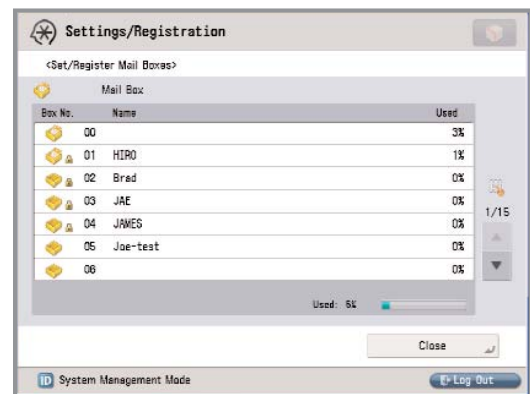 Settings/Registration
<Set/Register Mail Boxes>
Mail Box
Box No. Name Used
00 3%
01 HIRO 1%
02 Brad 0%
03 JAE 0%
04 JAMES 0%
05 Joe-test 0%
06 0%
1/15
Used: 5%
Close
ID System Management Mode Log Out